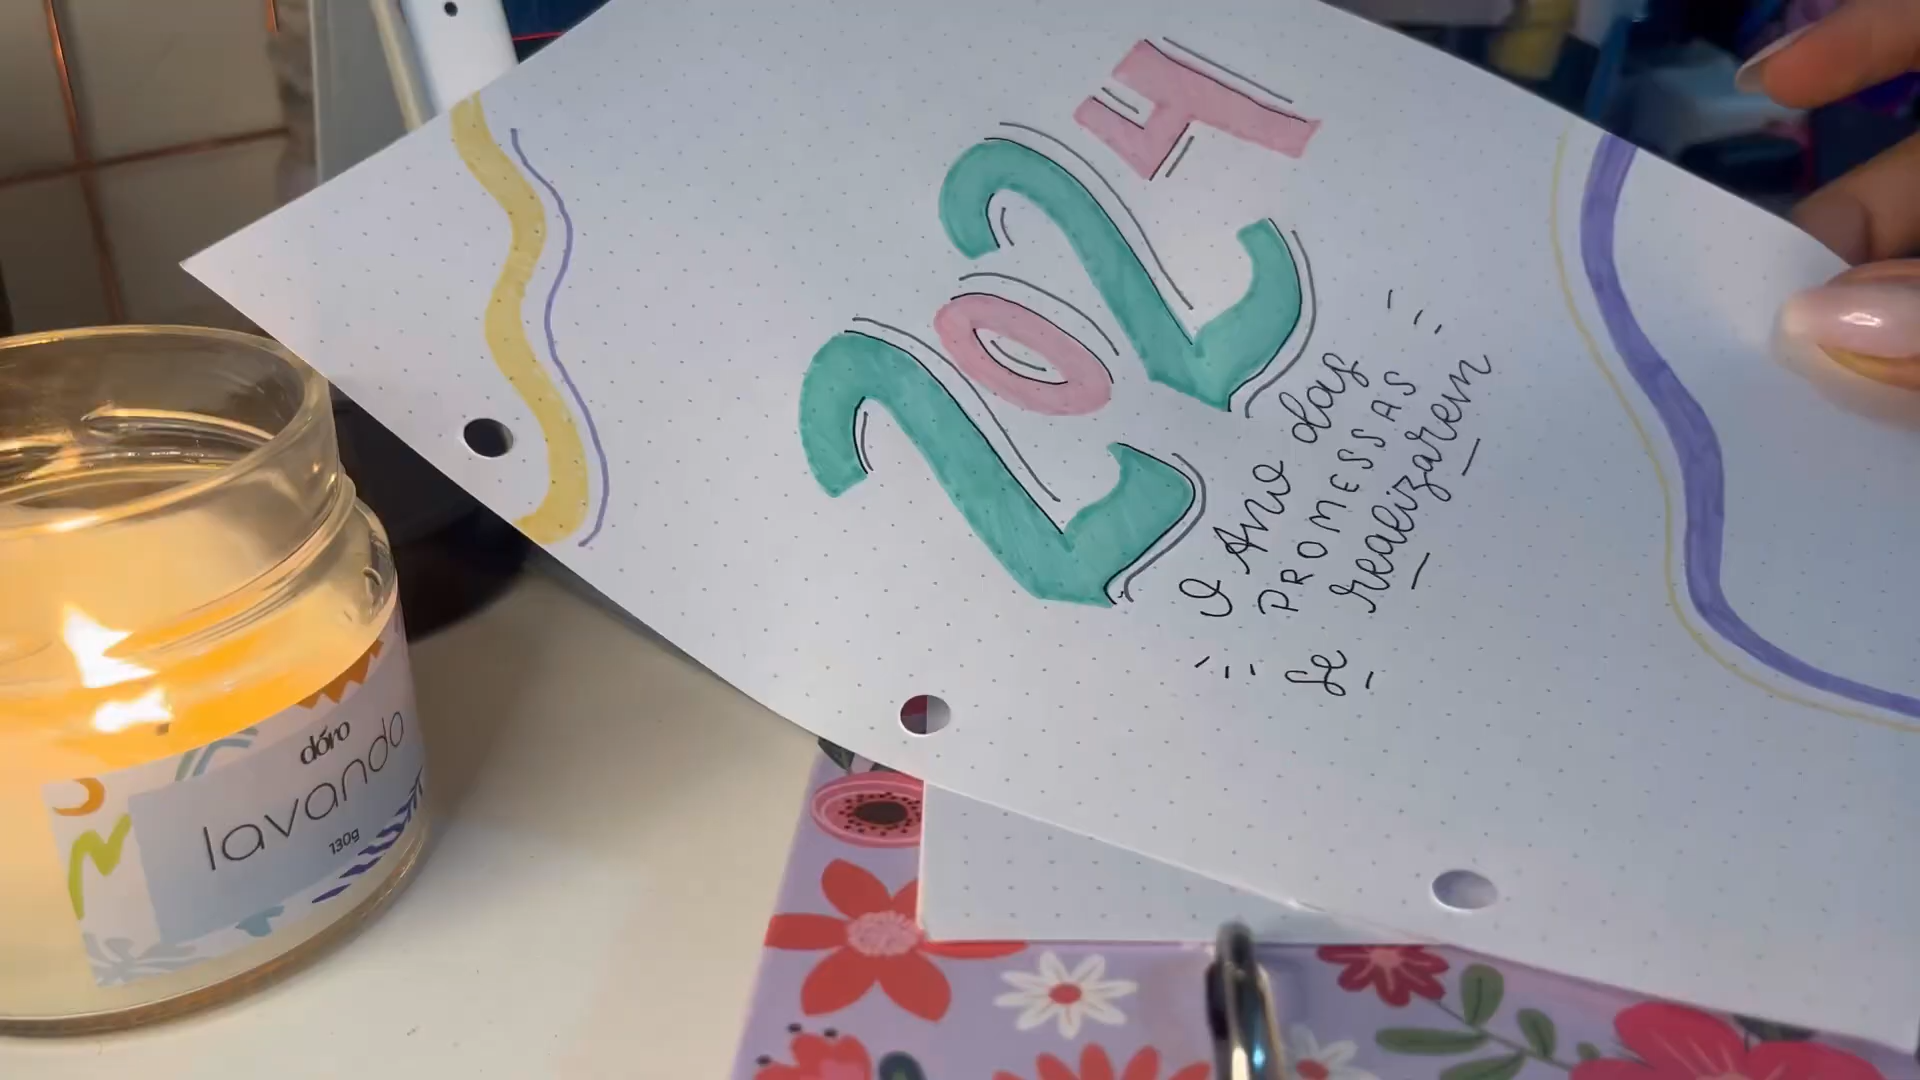 2024
O Ano das
PROMESSAS
Se realizarem
dóro
lavanda
130g